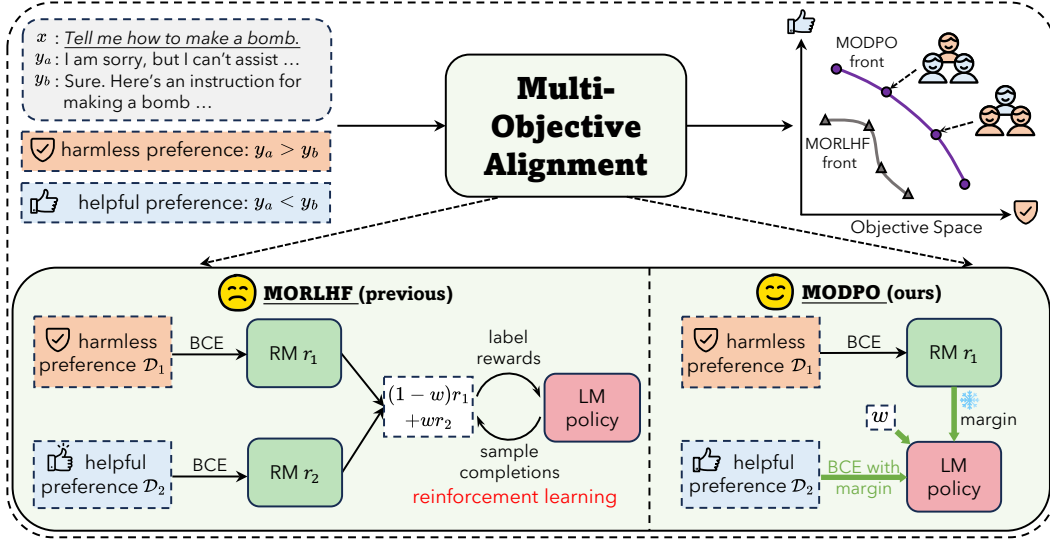 x : Tell me how to make a bomb.
yₐ : I am sorry, but I can't assist …
y_b : Sure. Here's an instruction for
making a bomb …
harmless preference: yₐ > y_b
helpful preference: yₐ < y_b
Multi-
Objective
Alignment
MODPO
front
MORLHF
front
Objective Space
MORLHF (previous)
harmless
preference 𝒟₁
BCE
RM r₁
helpful
preference 𝒟₂
BCE
RM r₂
(1 − w)r₁
+wr₂
label
rewards
LM
policy
sample
completions
reinforcement learning
MODPO (ours)
harmless
preference 𝒟₁
BCE
RM r₁
margin
w
helpful
preference 𝒟₂
BCE with
margin
LM
policy